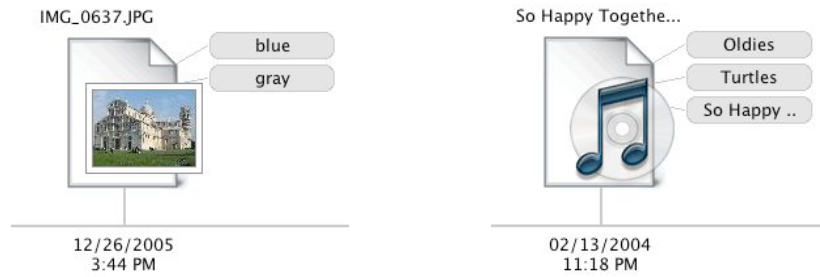 IMG_0637.JPG
blue
gray
12/26/2005
3:44 PM
So Happy Togethe...
Oldies
Turtles
So Happy ..
02/13/2004
11:18 PM